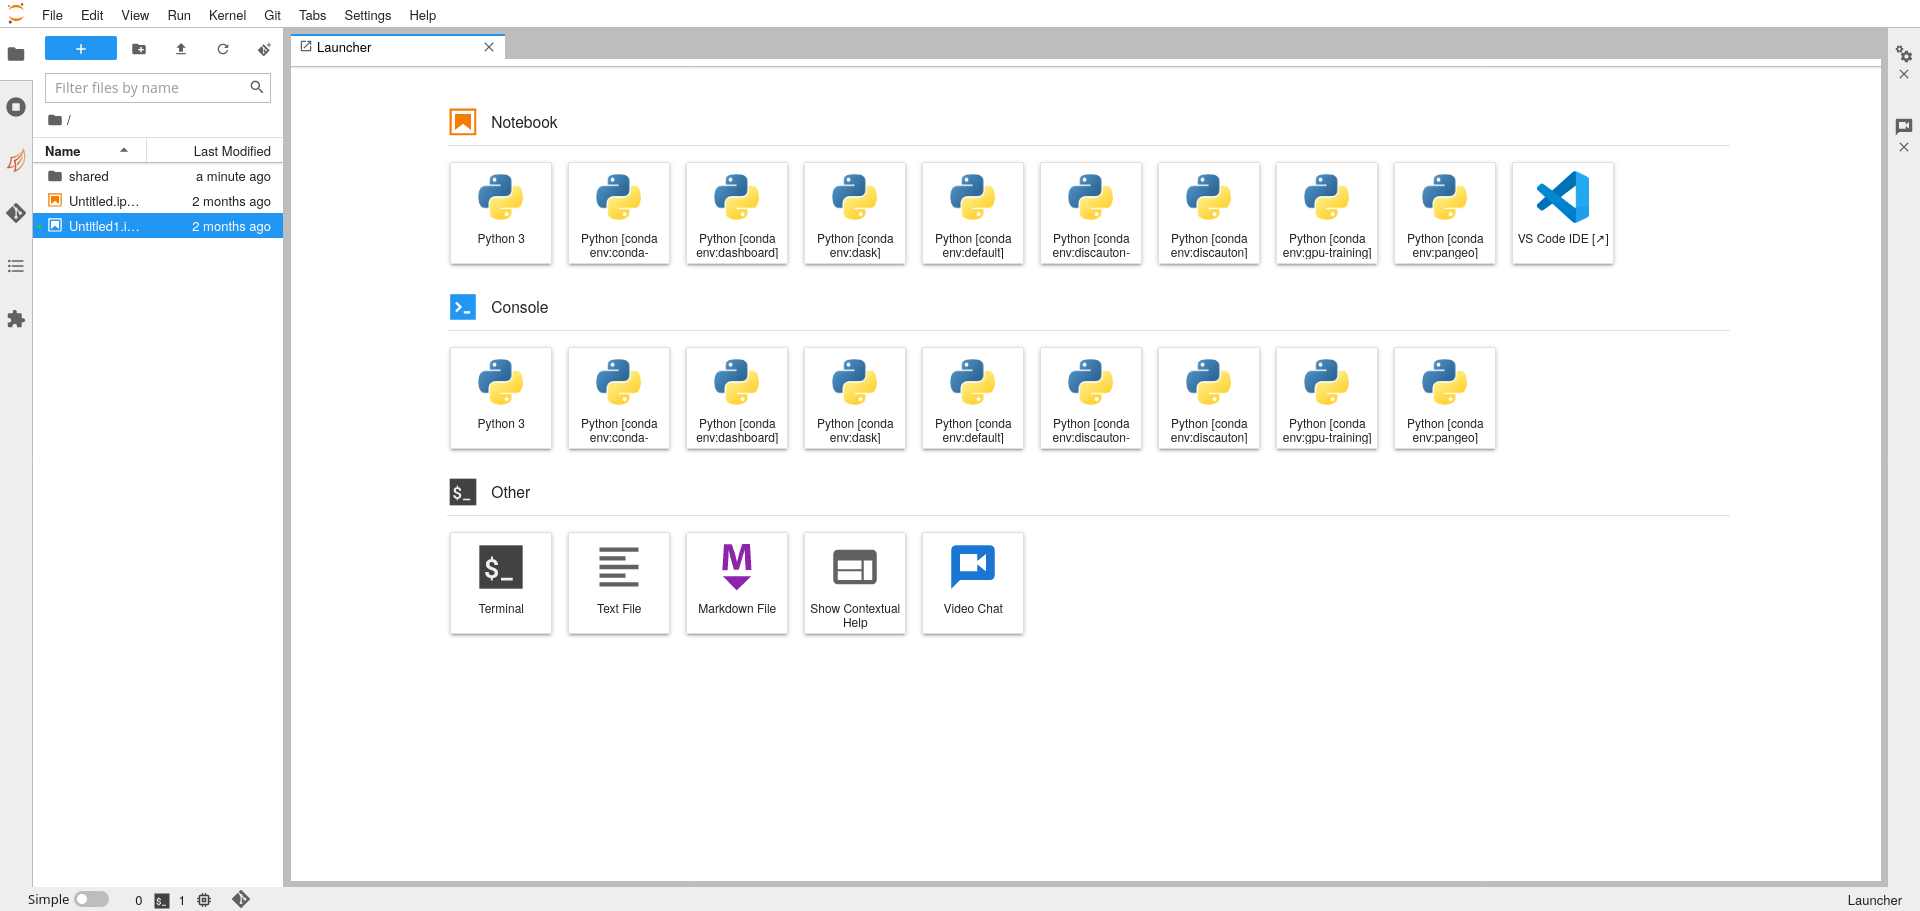 File Edit View Run Kernel Git Tabs Settings Help
Launcher
Filter files by name
/
Name Last Modified
shared a minute ago
Untitled.ip... 2 months ago
Untitled1.i... 2 months ago
Notebook
Python 3
Python [conda env:conda-
Python [conda env:dashboard]
Python [conda env:dask]
Python [conda env:default]
Python [conda env:discauton-
Python [conda env:discauton]
Python [conda env:gpu-training]
Python [conda env:pangeo]
VS Code IDE [↗]
Console
Python 3
Python [conda env:conda-
Python [conda env:dashboard]
Python [conda env:dask]
Python [conda env:default]
Python [conda env:discauton-
Python [conda env:discauton]
Python [conda env:gpu-training]
Python [conda env:pangeo]
$_ Other
$_
Terminal
Text File
M
Markdown File
Show Contextual Help
Video Chat
Simple 0 $_ 1 Launcher